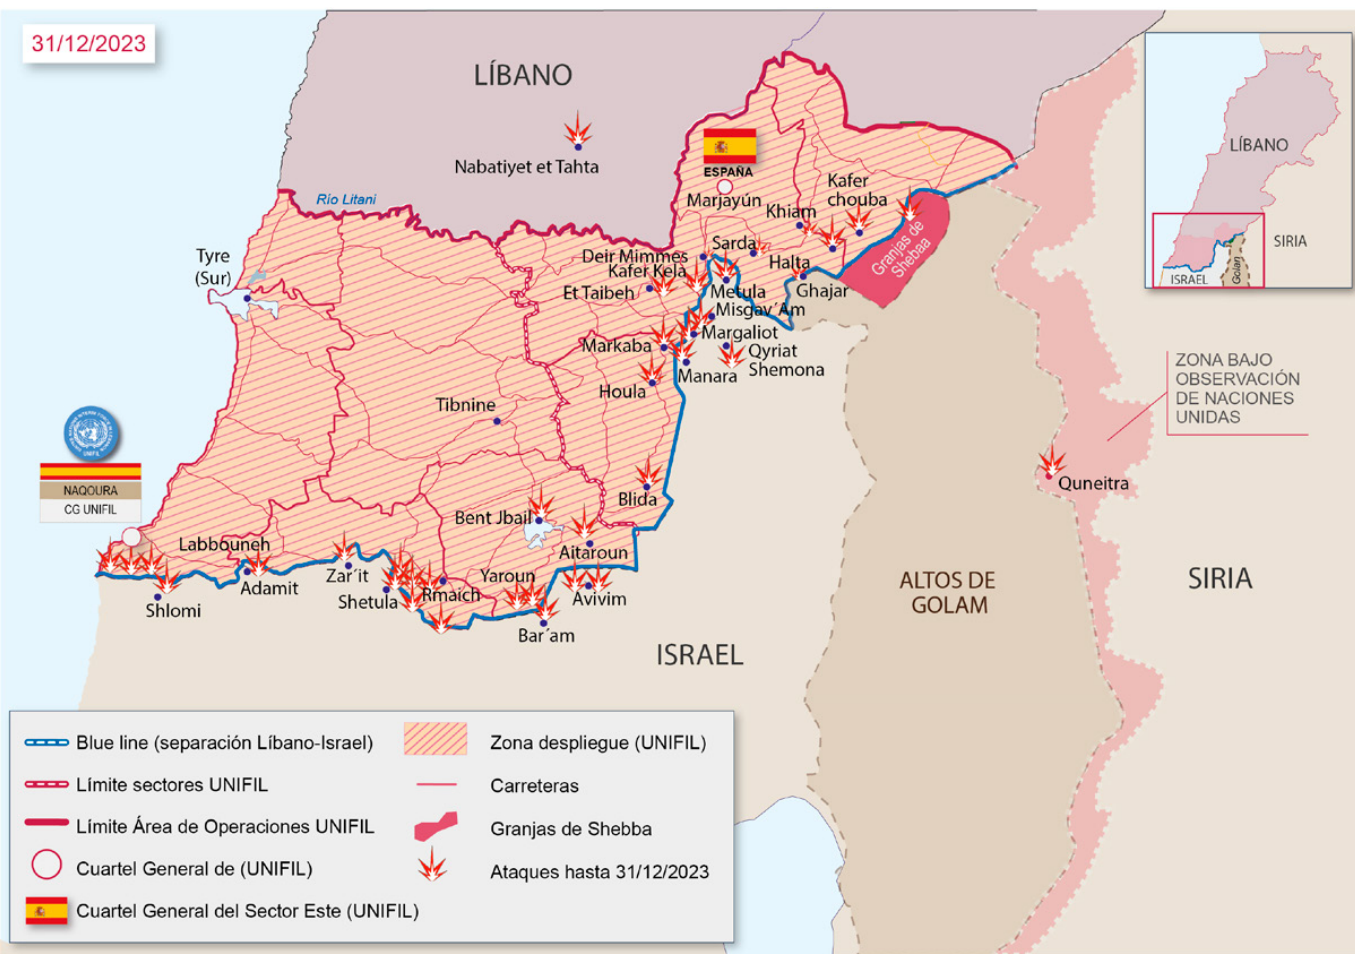 31/12/2023
LÍBANO
Nabatiyet et Tahta
Río Litani
ESPAÑA
Marjayún
Kafer
chouba
Khiam
Sarda
Halta
Granjas de
Shebaa
Ghajar
Deir Mimmes
Kafer Kela
Et Taibeh
Metula
Misgav´Am
Margaliot
Markaba
Qyriat
Shemona
Manara
Houla
Tyre
(Sur)
Tibnine
UNIFIL
NAQOURA
CG UNIFIL
Blida
Bent Jbail
Aitaroun
Labbouneh
Adamit
Zar´it
Shetula
Rmaich
Yaroun
Avivim
Shlomi
Bar´am
ISRAEL
ALTOS DE
GOLAM
SIRIA
Quneitra
ZONA BAJO
OBSERVACIÓN
DE NACIONES
UNIDAS
LÍBANO
SIRIA
ISRAEL
Golan
Blue line (separación Líbano-Israel)
Límite sectores UNIFIL
Límite Área de Operaciones UNIFIL
Cuartel General de (UNIFIL)
Cuartel General del Sector Este (UNIFIL)
Zona despliegue (UNIFIL)
Carreteras
Granjas de Shebba
Ataques hasta 31/12/2023